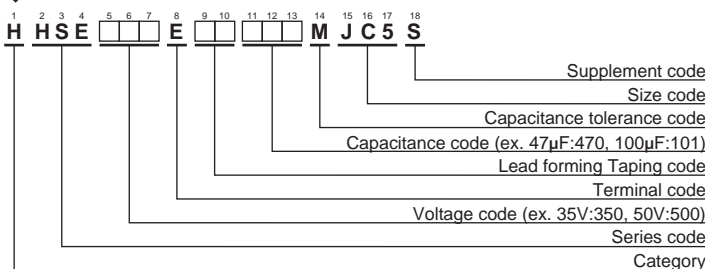 1 2 3 4 5 6 7 8 9 10 11 12 13 14 15 16 17 18
H HSE □□□ E □□ □□□ M JC5 S
Supplement code
Size code
Capacitance tolerance code
Capacitance code (ex. 47µF:470, 100µF:101)
Lead forming Taping code
Terminal code
Voltage code (ex. 35V:350, 50V:500)
Series code
Category